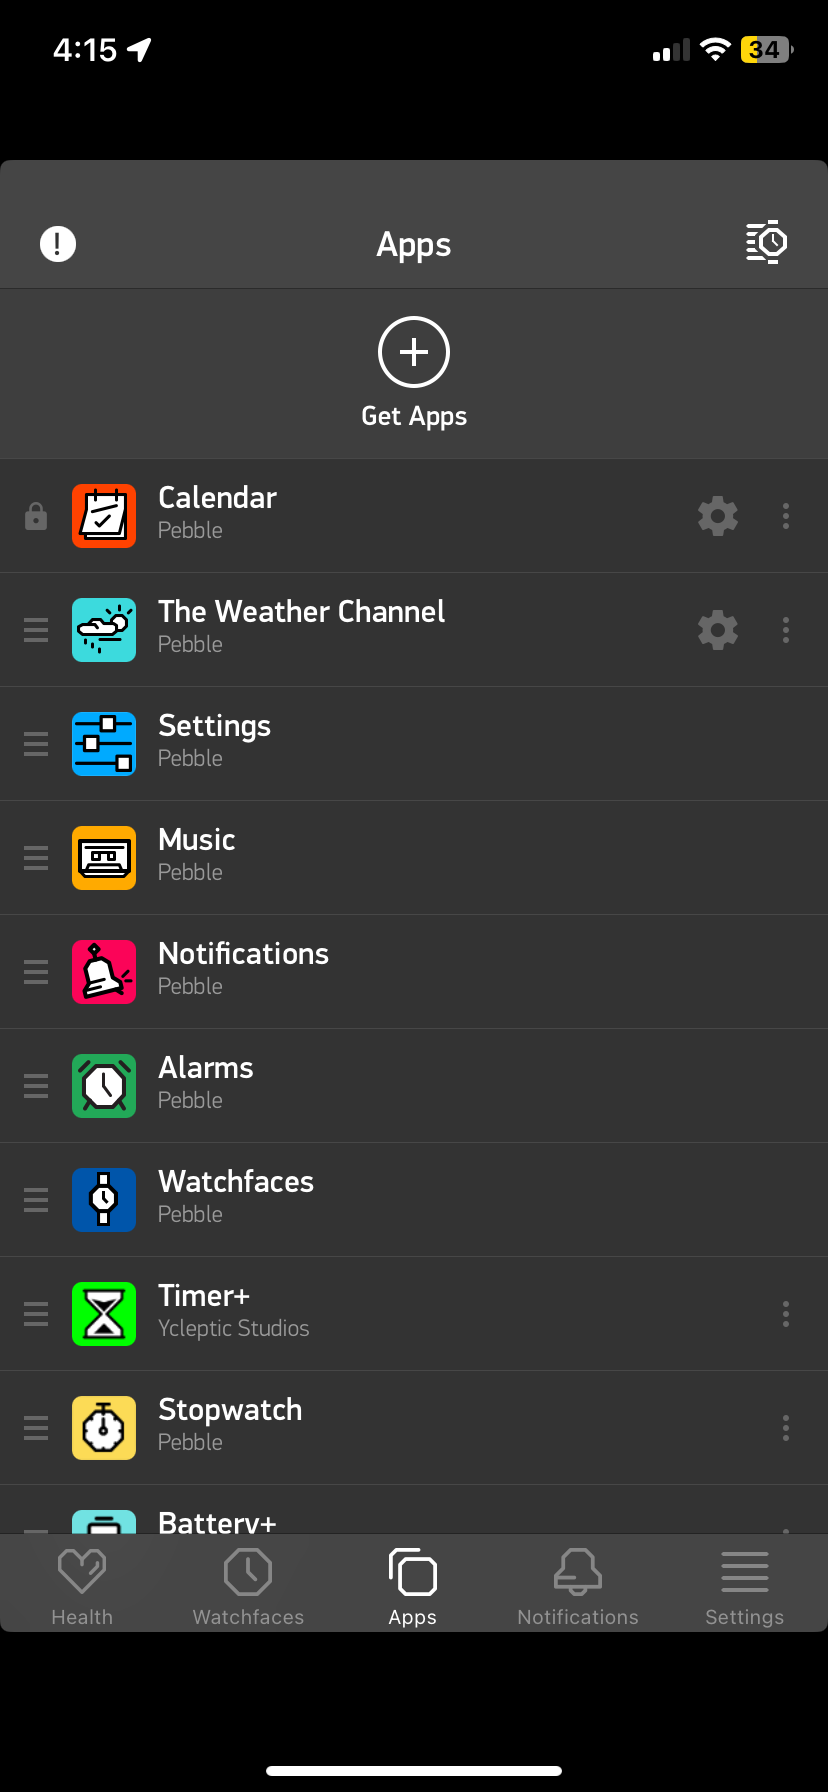 4:15
34
Apps
Get Apps
Calendar
Pebble
The Weather Channel
Pebble
Settings
Pebble
Music
Pebble
Notifications
Pebble
Alarms
Pebble
Watchfaces
Pebble
Timer+
Ycleptic Studios
Stopwatch
Pebble
Battery+
Health
Watchfaces
Apps
Notifications
Settings